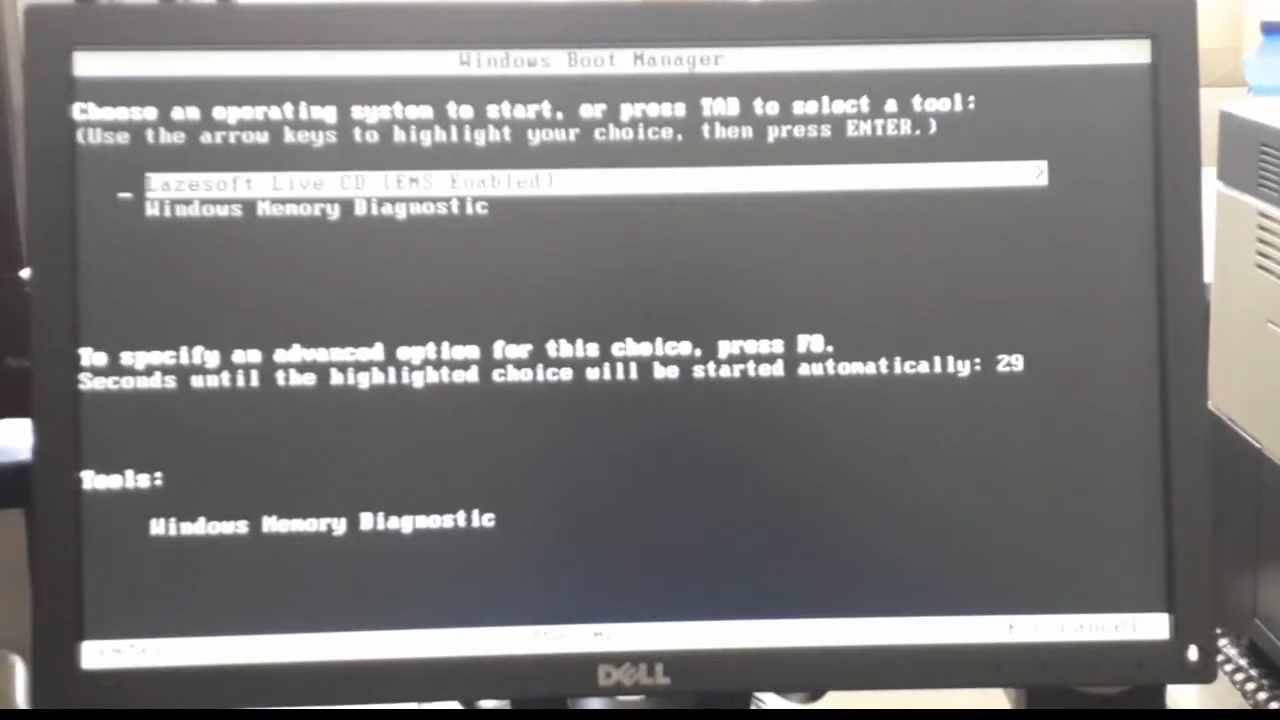 Windows Boot Manager
Choose an operating system to start, or press TAB to select a tool:
(Use the arrow keys to highlight your choice, then press ENTER.)
Lazesoft Live CD [EMS Enabled] >
Windows Memory Diagnostic
To specify an advanced option for this choice, press F8.
Seconds until the highlighted choice will be started automatically: 29
Tools:
Windows Memory Diagnostic
Cancel
DELL